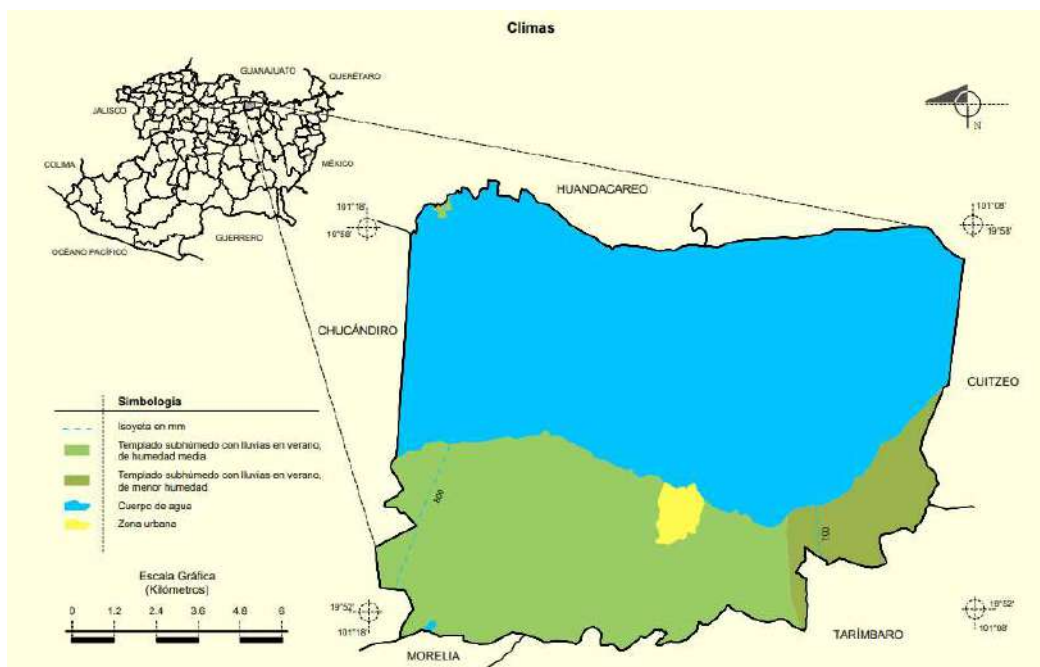 Climas
GUANAJUATO
QUERÉTARO
JALISCO
COLIMA
MÉXICO
GUERRERO
OCÉANO PACÍFICO
N
HUANDACAREO
101°18'
19°58'
101°08'
19°58'
CHUCÁNDIRO
CUITZEO
Simbología
Isoyeta en mm
Templado subhúmedo con lluvias en verano,
de humedad media
Templado subhúmedo con lluvias en verano,
de menor humedad
Cuerpo de agua
Zona urbana
800
700
Escala Gráfica
(Kilómetros)
0 1.2 2.4 3.6 4.8 6
19°52'
101°18'
19°52'
101°08'
MORELIA
TARÍMBARO